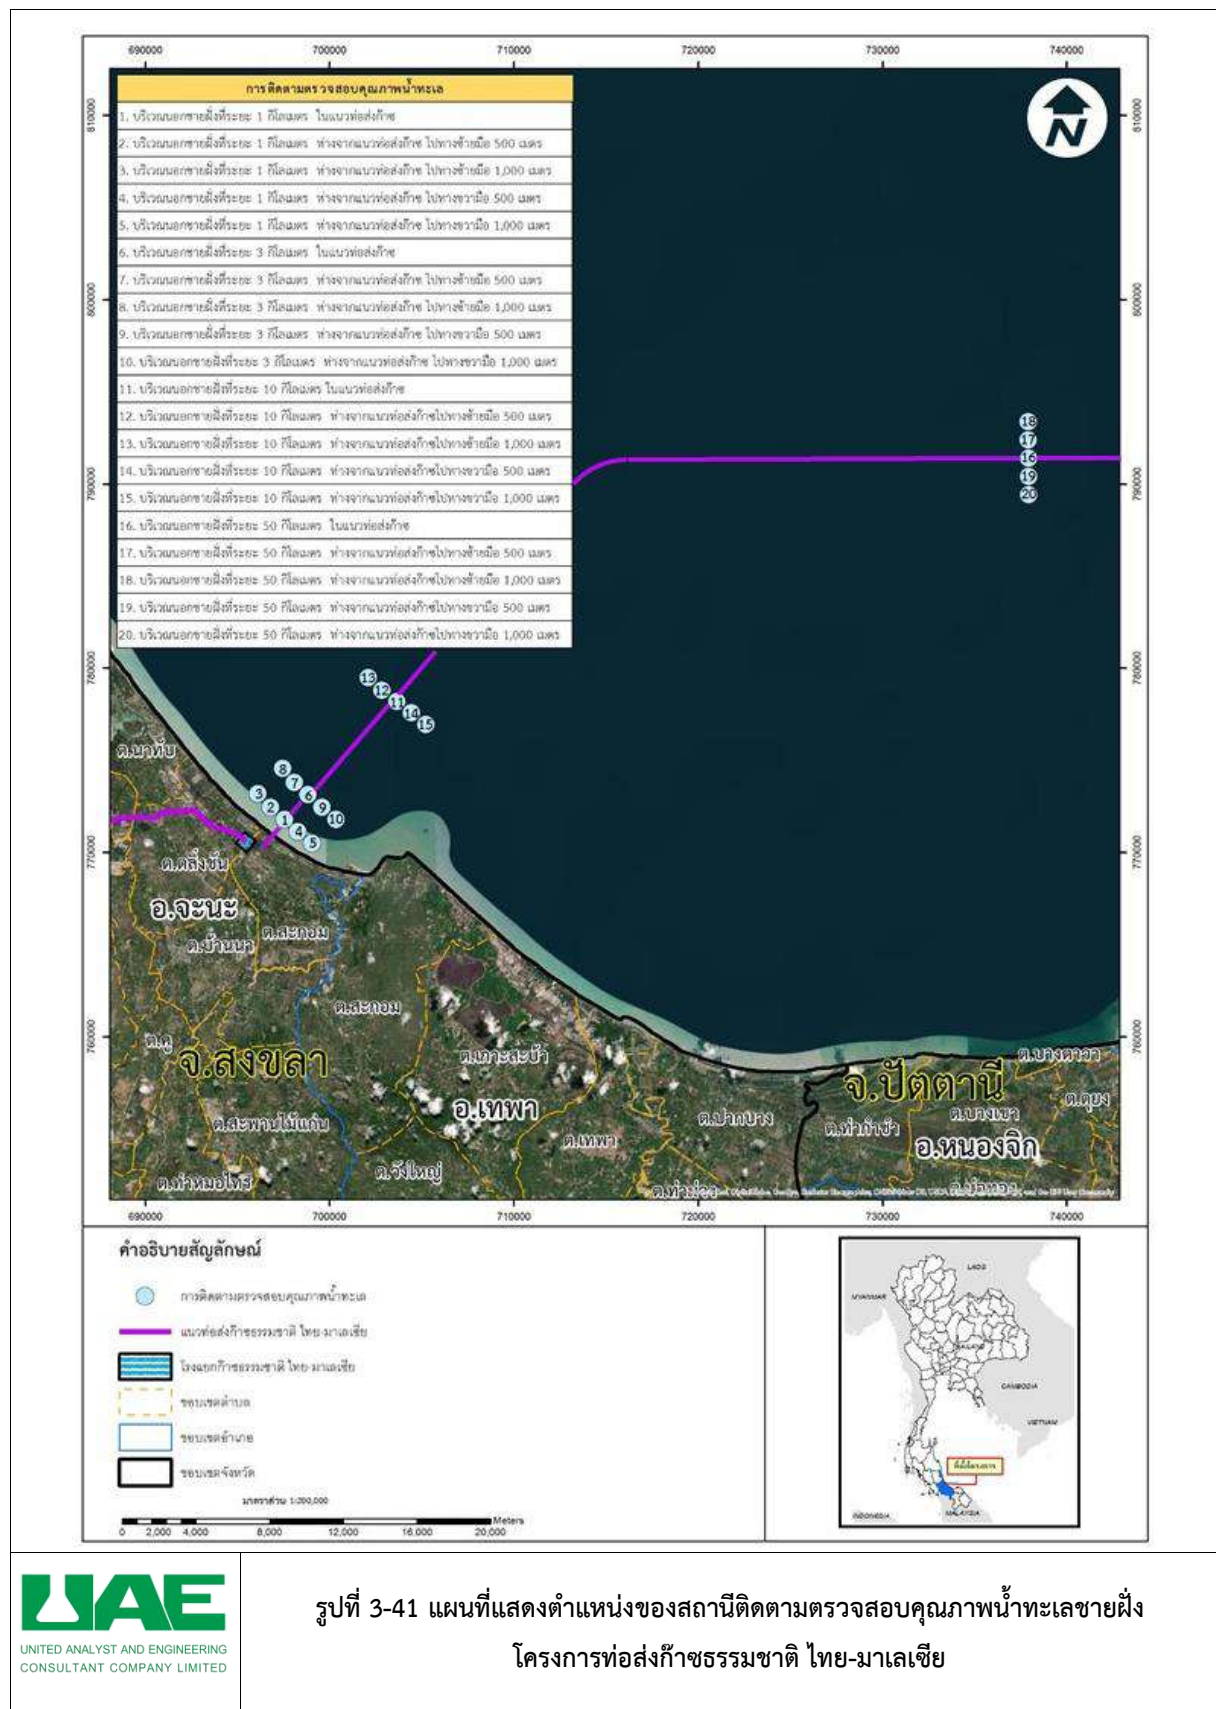 690000 700000 710000 720000 730000 740000
การติดตามตรวจสอบคุณภาพน้ำทะเล
1. บริเวณนอกชายฝั่งที่ระยะ 1 กิโลเมตร ในแนวท่อส่งก๊าซ
2. บริเวณนอกชายฝั่งที่ระยะ 1 กิโลเมตร ห่างจากแนวท่อส่งก๊าซ ไปทางซ้ายมือ 500 เมตร
3. บริเวณนอกชายฝั่งที่ระยะ 1 กิโลเมตร ห่างจากแนวท่อส่งก๊าซ ไปทางซ้ายมือ 1,000 เมตร
4. บริเวณนอกชายฝั่งที่ระยะ 1 กิโลเมตร ห่างจากแนวท่อส่งก๊าซ ไปทางขวามือ 500 เมตร
5. บริเวณนอกชายฝั่งที่ระยะ 1 กิโลเมตร ห่างจากแนวท่อส่งก๊าซ ไปทางขวามือ 1,000 เมตร
6. บริเวณนอกชายฝั่งที่ระยะ 3 กิโลเมตร ในแนวท่อส่งก๊าซ
7. บริเวณนอกชายฝั่งที่ระยะ 3 กิโลเมตร ห่างจากแนวท่อส่งก๊าซ ไปทางซ้ายมือ 500 เมตร
8. บริเวณนอกชายฝั่งที่ระยะ 3 กิโลเมตร ห่างจากแนวท่อส่งก๊าซ ไปทางซ้ายมือ 1,000 เมตร
9. บริเวณนอกชายฝั่งที่ระยะ 3 กิโลเมตร ห่างจากแนวท่อส่งก๊าซ ไปทางขวามือ 500 เมตร
10. บริเวณนอกชายฝั่งที่ระยะ 3 กิโลเมตร ห่างจากแนวท่อส่งก๊าซ ไปทางขวามือ 1,000 เมตร
11. บริเวณนอกชายฝั่งที่ระยะ 10 กิโลเมตร ในแนวท่อส่งก๊าซ
12. บริเวณนอกชายฝั่งที่ระยะ 10 กิโลเมตร ห่างจากแนวท่อส่งก๊าซไปทางซ้ายมือ 500 เมตร
13. บริเวณนอกชายฝั่งที่ระยะ 10 กิโลเมตร ห่างจากแนวท่อส่งก๊าซไปทางซ้ายมือ 1,000 เมตร
14. บริเวณนอกชายฝั่งที่ระยะ 10 กิโลเมตร ห่างจากแนวท่อส่งก๊าซไปทางขวามือ 500 เมตร
15. บริเวณนอกชายฝั่งที่ระยะ 10 กิโลเมตร ห่างจากแนวท่อส่งก๊าซไปทางขวามือ 1,000 เมตร
16. บริเวณนอกชายฝั่งที่ระยะ 50 กิโลเมตร ในแนวท่อส่งก๊าซ
17. บริเวณนอกชายฝั่งที่ระยะ 50 กิโลเมตร ห่างจากแนวท่อส่งก๊าซไปทางซ้ายมือ 500 เมตร
18. บริเวณนอกชายฝั่งที่ระยะ 50 กิโลเมตร ห่างจากแนวท่อส่งก๊าซไปทางซ้ายมือ 1,000 เมตร
19. บริเวณนอกชายฝั่งที่ระยะ 50 กิโลเมตร ห่างจากแนวท่อส่งก๊าซไปทางขวามือ 500 เมตร
20. บริเวณนอกชายฝั่งที่ระยะ 50 กิโลเมตร ห่างจากแนวท่อส่งก๊าซไปทางขวามือ 1,000 เมตร
N
810000 810000
800000 800000
790000 790000
780000 780000
770000 770000
760000 760000
18
17
16
19
20
13
12
11
14
15
8
7
6
9
10
3
2
1
4
5
ต.นาทับ
ต.ตลิ่งชัน
อ.จะนะ
ต.บ้านนา
ต.สะกอม
ต.สะกอม
ต.คู
จ.สงขลา
ต.เกาะสะบ้า
อ.เทพา
ต.สะพานไม้แก่น
ต.ท่าหมอไทร
ต.วังใหญ่
ต.เทพา
ต.ปากบาง
ต.ท่าม่วง
จ.ปัตตานี
ต.บางตาวา
ต.ตุยง
ต.บางเขา
ต.ท่ากำชำ
อ.หนองจิก
690000 700000 710000 720000 730000 740000
คำอธิบายสัญลักษณ์
การติดตามตรวจสอบคุณภาพน้ำทะเล
แนวท่อส่งก๊าซธรรมชาติ ไทย-มาเลเซีย
โรงแยกก๊าซธรรมชาติ ไทย-มาเลเซีย
ขอบเขตตำบล
ขอบเขตอำเภอ
ขอบเขตจังหวัด
มาตราส่วน 1:200,000
Meters
0 2,000 4,000 8,000 12,000 16,000 20,000
LAOS
MYANMAR
THAILAND
CAMBODIA
VIETNAM
ที่ตั้งโครงการ
INDONESIA
MALAYSIA
UAE
UNITED ANALYST AND ENGINEERING
CONSULTANT COMPANY LIMITED
รูปที่ 3-41 แผนที่แสดงตำแหน่งของสถานีติดตามตรวจสอบคุณภาพน้ำทะเลชายฝั่ง
โครงการท่อส่งก๊าซธรรมชาติ ไทย-มาเลเซีย